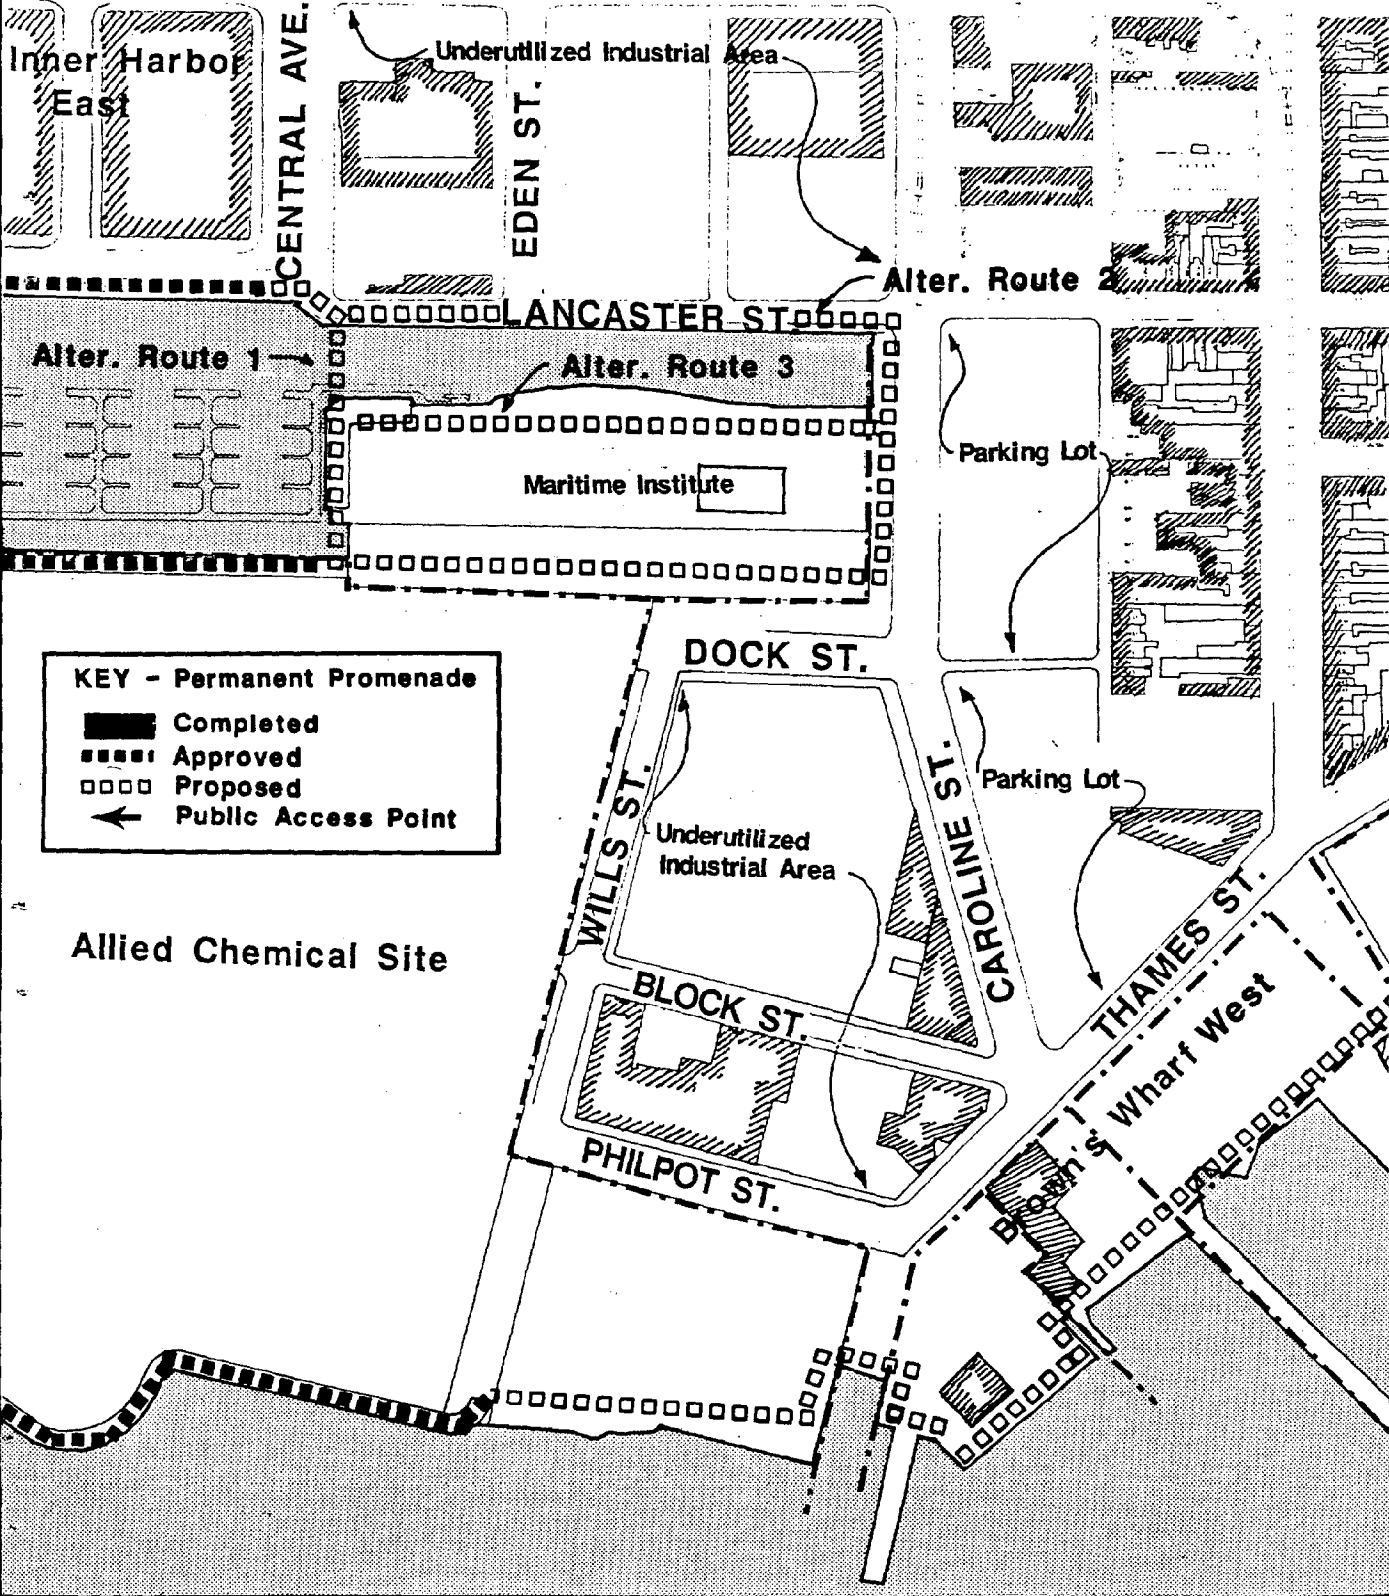 Inner Harbor
East
CENTRAL AVE.
Underutilized Industrial Area
EDEN ST.
Alter. Route 2
LANCASTER ST.
Alter. Route 1
Alter. Route 3
Parking Lot
Maritime Institute
DOCK ST.
KEY - Permanent Promenade
Completed
Approved
Proposed
Public Access Point
WILLS ST.
CAROLINE ST.
Parking Lot
Underutilized
Industrial Area
THAMES ST.
Allied Chemical Site
BLOCK ST.
Brown's Wharf West
PHILPOT ST.